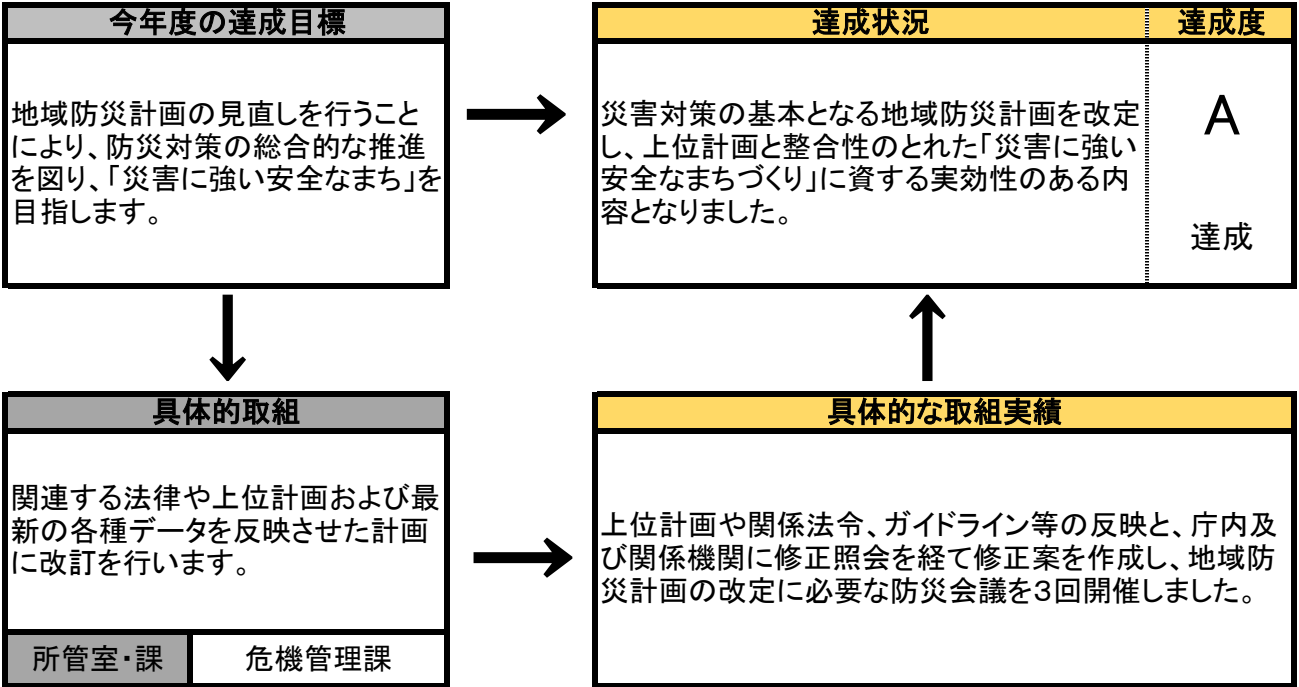 今年度の達成目標
地域防災計画の見直しを行うこと
により、防災対策の総合的な推進
を図り、「災害に強い安全なまち」を
目指します。
達成状況
達成度
災害対策の基本となる地域防災計画を改定
し、上位計画と整合性のとれた「災害に強い
安全なまちづくり」に資する実効性のある内
容となりました。
A
達成
具体的取組
関連する法律や上位計画および最
新の各種データを反映させた計画
に改訂を行います。
所管室・課
危機管理課
具体的な取組実績
上位計画や関係法令、ガイドライン等の反映と、庁内及
び関係機関に修正照会を経て修正案を作成し、地域防
災計画の改定に必要な防災会議を3回開催しました。